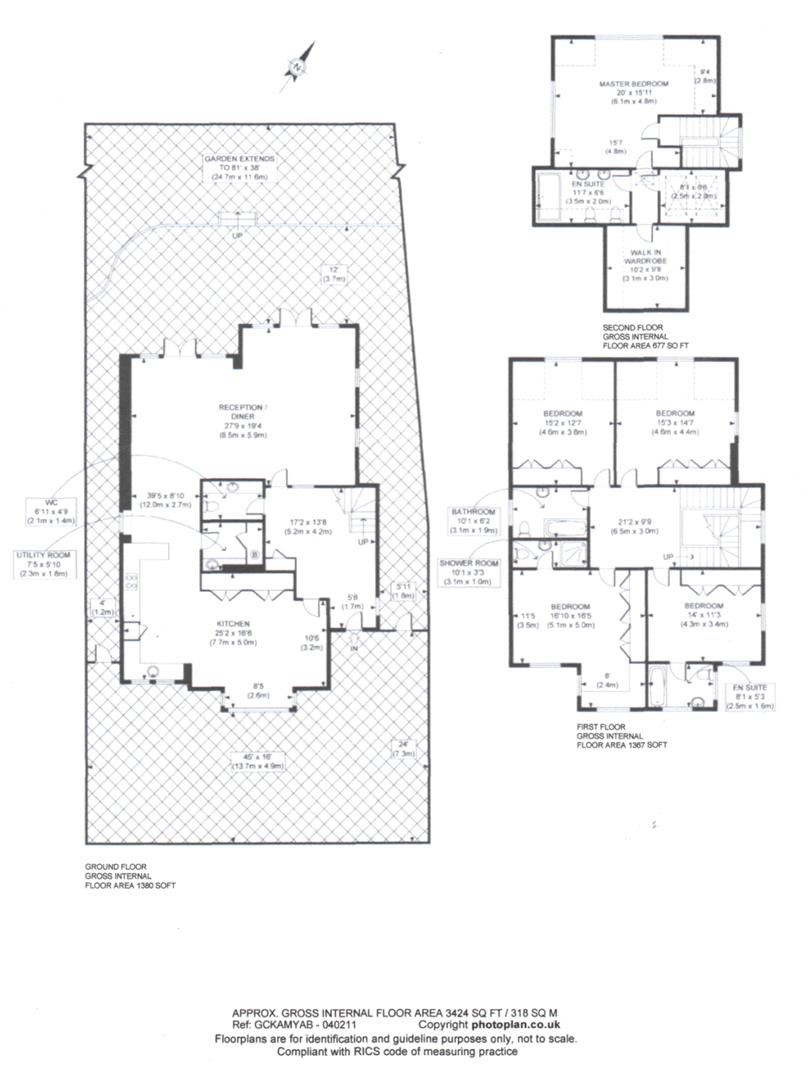 N
GARDEN EXTENDS
TO 81' x 38'
(24.7m x 11.6m)
UP
12'
(3.7m)
RECEPTION /
DINER
27'9 x 19'4
(8.5m x 5.9m)
WC
6'11 x 4'9
(2.1m x 1.4m)
39'5 x 8'10
(12.0m x 2.7m)
17'2 x 13'8
(5.2m x 4.2m)
UP
UTILITY ROOM
7'5 x 5'10
(2.3m x 1.8m)
B
4'
(1.2m)
5'8
(1.7m)
5'11
(1.8m)
KITCHEN
25'2 x 16'6
(7.7m x 5.0m)
10'6
(3.2m)
IN
8'5
(2.6m)
45' x 16'
(13.7m x 4.9m)
24'
(7.3m)
GROUND FLOOR
GROSS INTERNAL
FLOOR AREA 1380 SQFT
MASTER BEDROOM
20' x 15'11
(6.1m x 4.8m)
9'4
(2.8m)
15'7
(4.8m)
EN SUITE
11'7 x 6'6
(3.5m x 2.0m)
8'1 x 6'6
(2.5m x 2.0m)
WALK IN
WARDROBE
10'2 x 9'8
(3.1m x 3.0m)
SECOND FLOOR
GROSS INTERNAL
FLOOR AREA 677 SQ FT
BEDROOM
15'2 x 12'7
(4.6m x 3.8m)
BEDROOM
15'3 x 14'7
(4.6m x 4.4m)
BATHROOM
10'1 x 6'2
(3.1m x 1.9m)
21'2 x 9'9
(6.5m x 3.0m)
UP
SHOWER ROOM
10'1 x 3'3
(3.1m x 1.0m)
11'5
(3.5m)
BEDROOM
16'10 x 16'5
(5.1m x 5.0m)
BEDROOM
14' x 11'3
(4.3m x 3.4m)
8'
(2.4m)
EN SUITE
8'1 x 5'3
(2.5m x 1.6m)
FIRST FLOOR
GROSS INTERNAL
FLOOR AREA 1367 SQFT
APPROX. GROSS INTERNAL FLOOR AREA 3424 SQ FT / 318 SQ M
Ref: GCKAMYAB - 040211 Copyright photoplan.co.uk
Floorplans are for identification and guideline purposes only, not to scale.
Compliant with RICS code of measuring practice